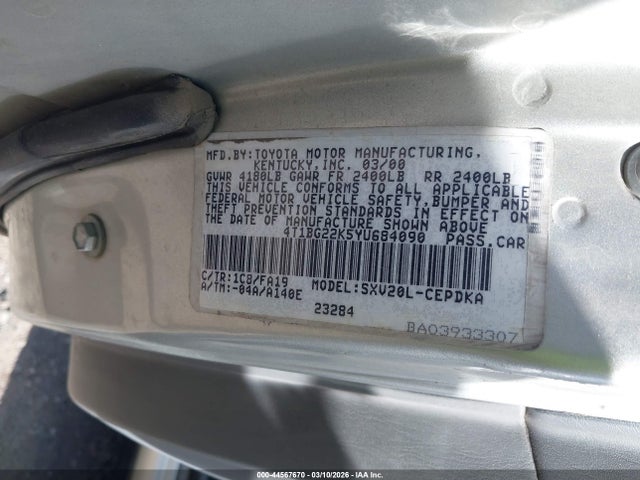 MFD.BY:TOYOTA MOTOR MANUFACTURING,
KENTUCKY,INC. 03/00
GVWR 4180LB GAWR FR 2400LB RR 2400LB
THIS VEHICLE CONFORMS TO ALL APPLICABLE
FEDERAL MOTOR VEHICLE SAFETY,BUMPER AND
THEFT PREVENTION STANDARDS IN EFFECT ON
THE DATE OF MANUFACTURE SHOWN ABOVE
4T1BG22K5YU684090 PASS.CAR
C/TR:1C8/FA19 MODEL:SXV20L-CEPDKA
A/TM:-04A/A140E
23284
BA03933307
000-44567670 - 03/10/2026 - IAA Inc.